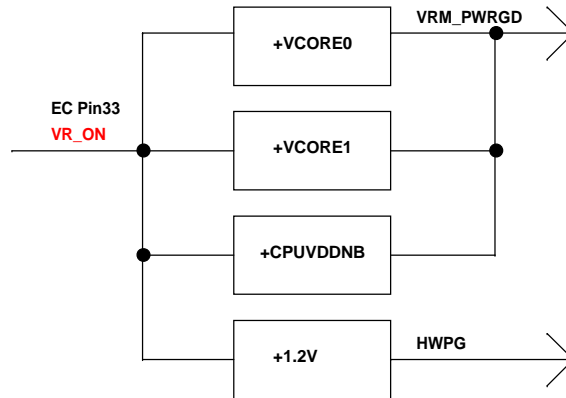 VRM_PWRGD
+VCORE0
EC Pin33
VR_ON
+VCORE1
+CPUVDDNB
HWPG
+1.2V